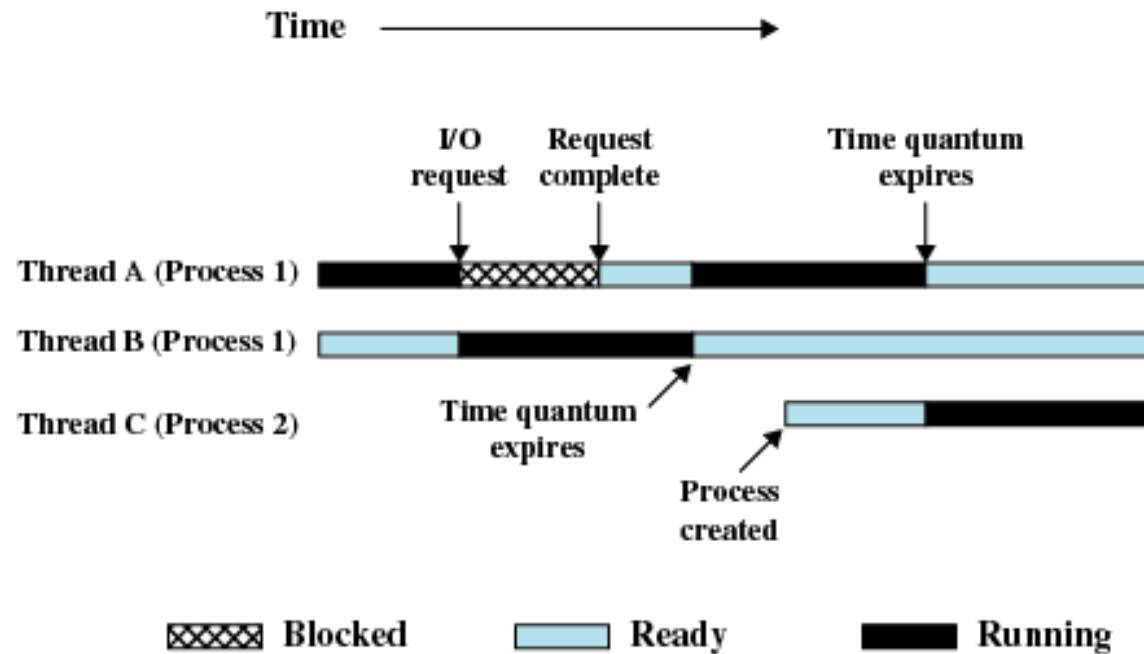 Time
I/O
request
Request
complete
Time quantum
expires
Thread A (Process 1)
Thread B (Process 1)
Time quantum
expires
Thread C (Process 2)
Process
created
Blocked
Ready
Running